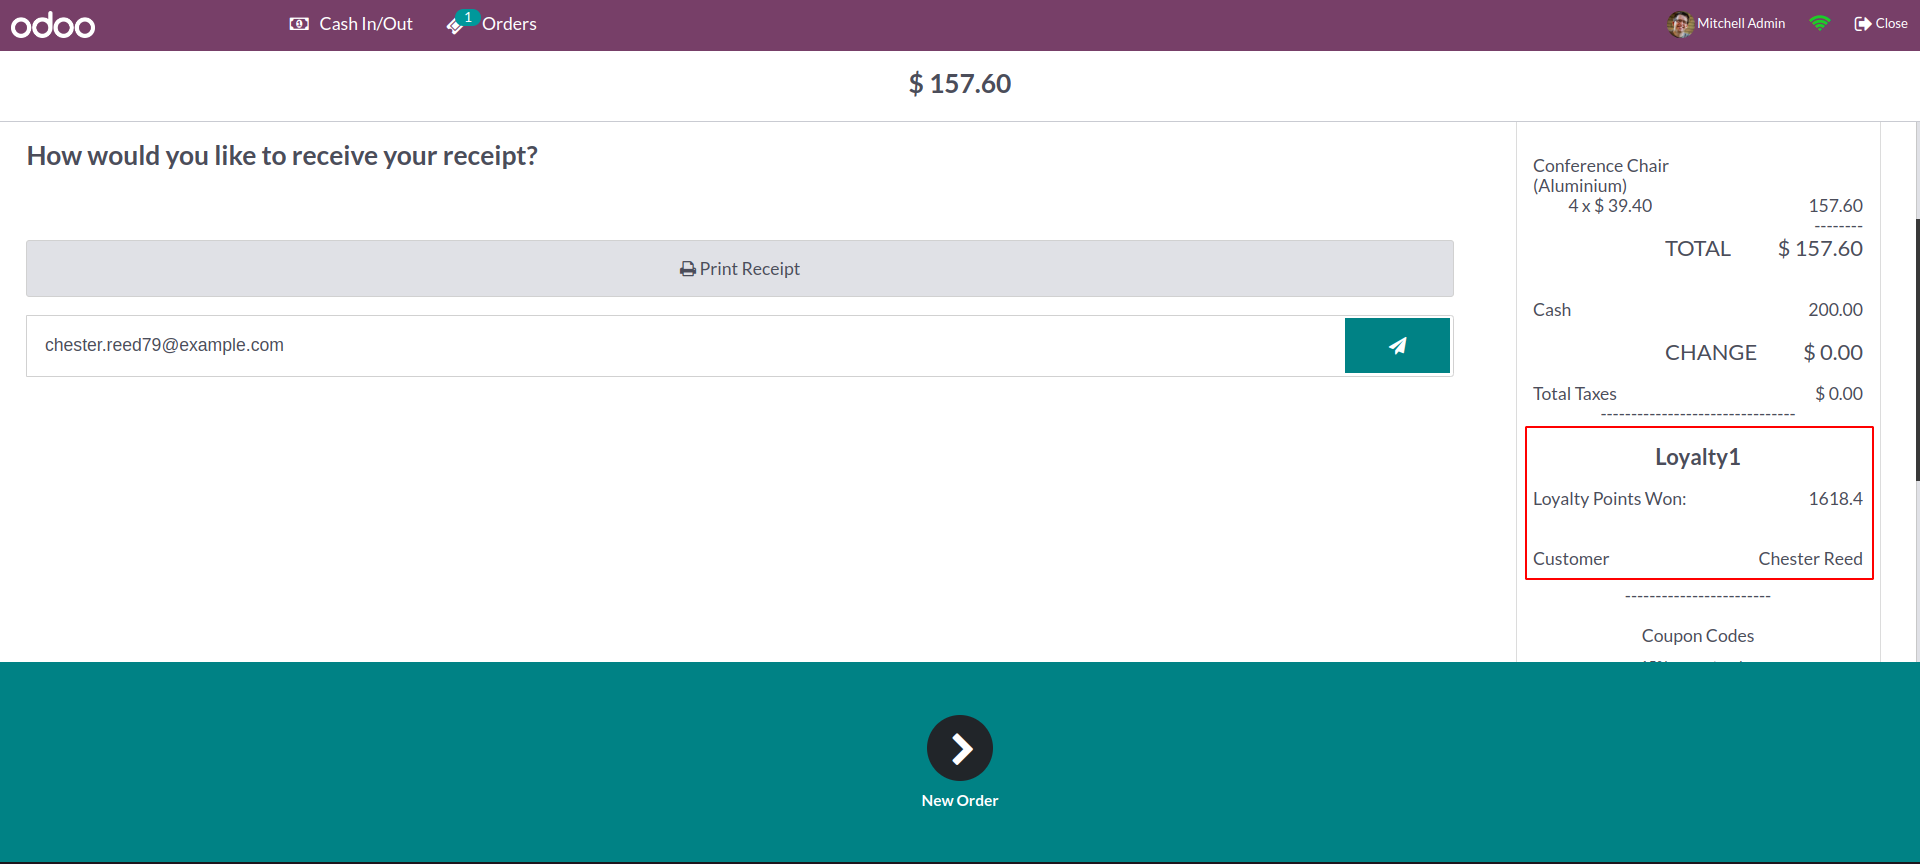 odoo
Cash In/Out
1
Orders
Mitchell Admin
Close
$ 157.60
How would you like to receive your receipt?
Print Receipt
chester.reed79@example.com
Conference Chair
(Aluminium)
4 x $ 39.40 157.60
--------
TOTAL $ 157.60
Cash 200.00
CHANGE $ 0.00
Total Taxes $ 0.00
--------------------------------
Loyalty1
Loyalty Points Won: 1618.4
Customer Chester Reed
------------------------
Coupon Codes
New Order